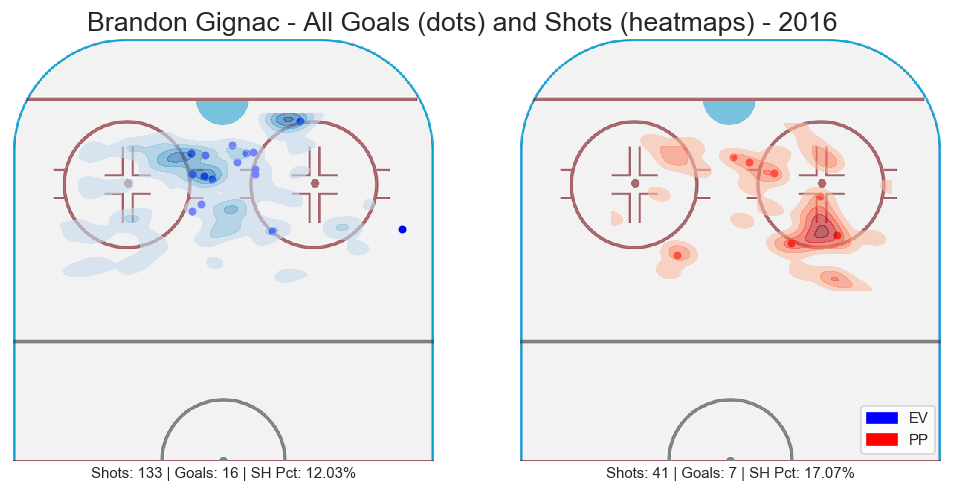 Brandon Gignac - All Goals (dots) and Shots (heatmaps) - 2016
EV
PP
Shots: 133 | Goals: 16 | SH Pct: 12.03%
Shots: 41 | Goals: 7 | SH Pct: 17.07%